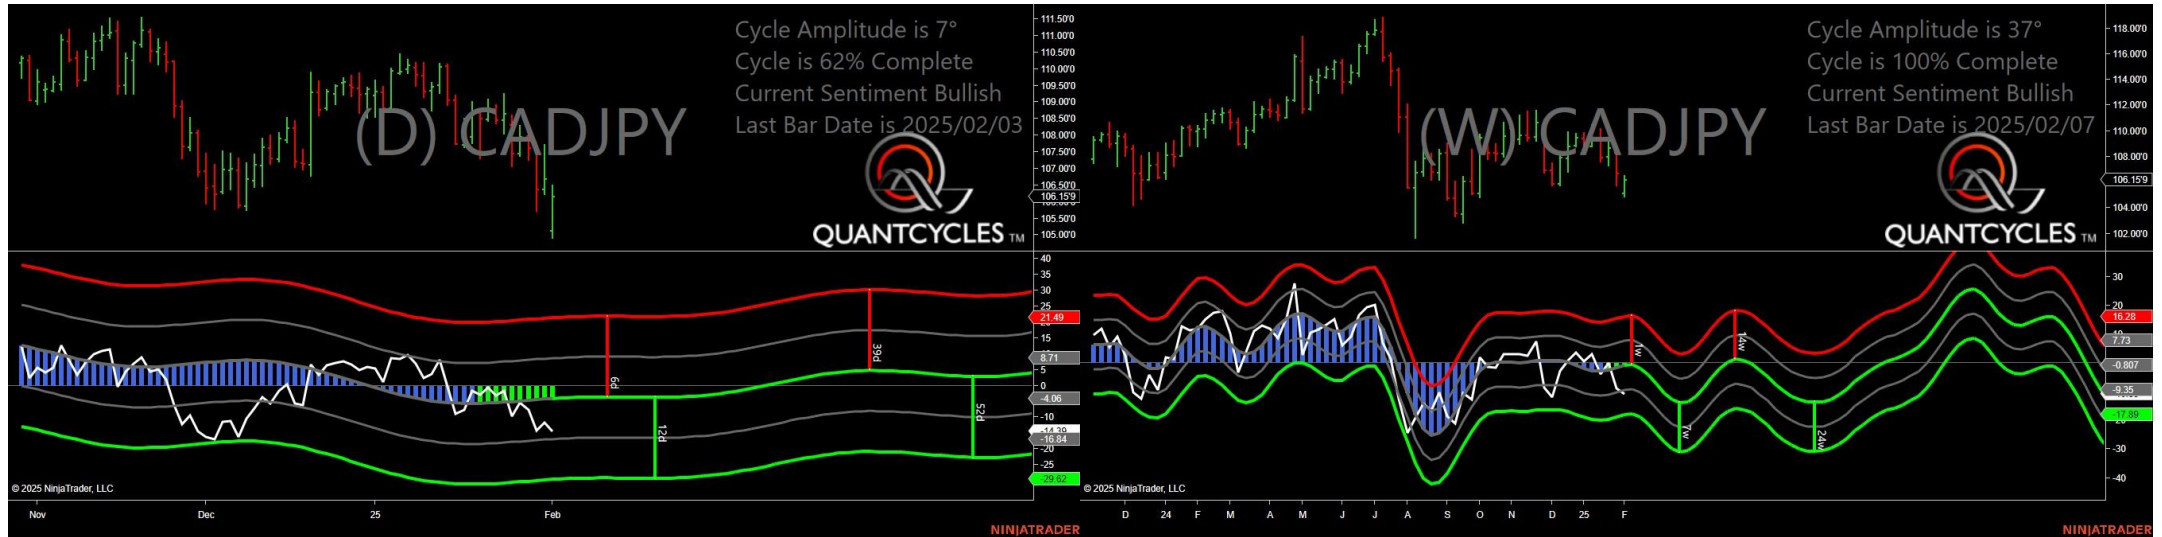 Cycle Amplitude is 7°
Cycle is 62% Complete
Current Sentiment Bullish
Last Bar Date is 2025/02/03
(D) CADJPY
QUANTCYCLES TM
111.50'0
111.00'0
110.50'0
110.00'0
109.50'0
109.00'0
108.50'0
108.00'0
107.50'0
107.00'0
106.50'0
106.15'9
105.50'0
105.00'0
40
35
30
25
21.49
15
8.71
5
0
-4.06
-10
-14.39
-16.84
-20
-25
-29.62
6d
12d
39d
52d
© 2025 NinjaTrader, LLC
Nov
Dec
25
Feb
NINJATRADER
Cycle Amplitude is 37°
Cycle is 100% Complete
Current Sentiment Bullish
Last Bar Date is 2025/02/07
(W) CADJPY
QUANTCYCLES TM
118.00'0
116.00'0
114.00'0
112.00'0
110.00'0
108.00'0
106.15'9
104.00'0
102.00'0
30
20
16.28
7.73
-0.807
-9.35
-17.89
-30
-40
1w
7w
14w
24w
© 2025 NinjaTrader, LLC
D
24
F
M
A
M
J
J
A
S
O
N
D
25
F
NINJATRADER